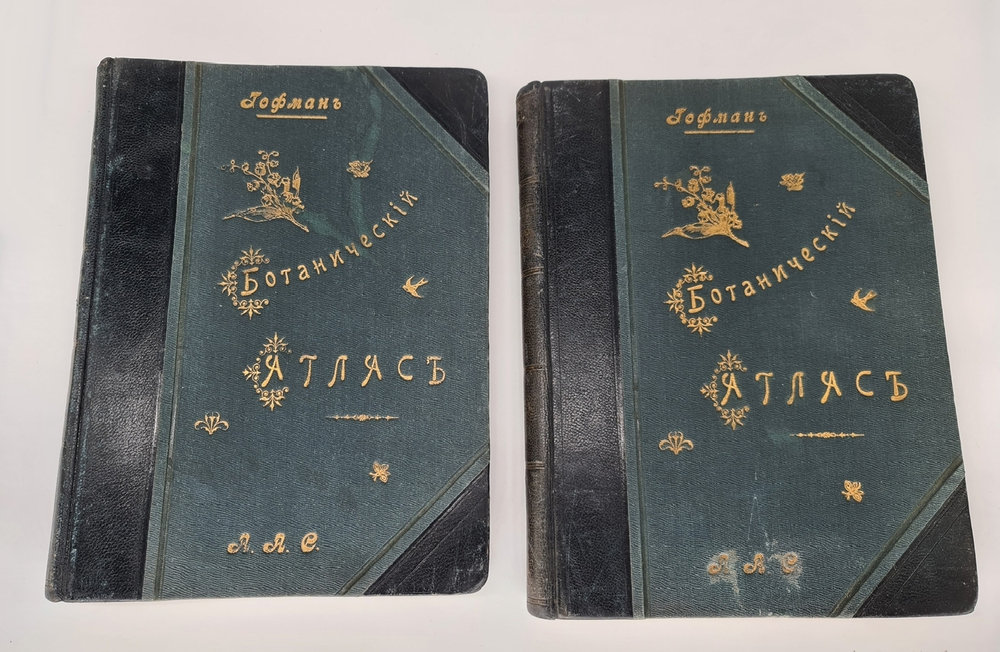 Гофманъ
Ботаническій
Атласъ
А. А. С.
Гофманъ
Ботаническій
Атласъ
А А С